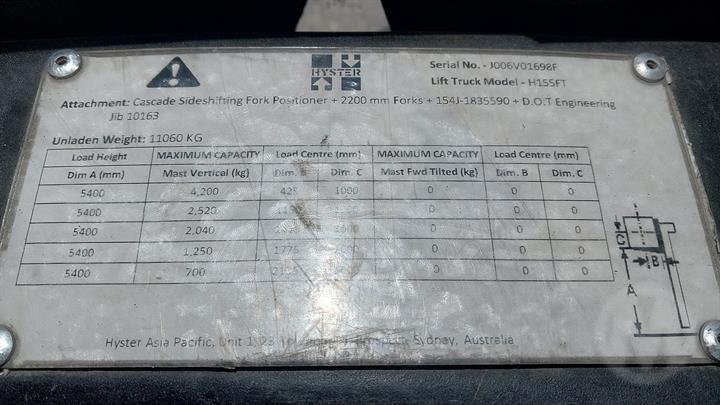 HYSTER
Serial No. - J006V01698F
Lift Truck Model - H155FT
Attachment: Cascade Sideshifting Fork Positioner + 2200 mm Forks + 154J-1835590 + D.O.T Engineering
Jib 10163
Unladen Weight: 11060 KG
Load Height MAXIMUM CAPACITY Load Centre (mm) MAXIMUM CAPACITY Load Centre (mm)
Dim A (mm) Mast Vertical (kg) Dim. Dim. C Mast Fwd Tilted (kg) Dim. B Dim. C
5400 4,200 1000 0 0 0
5400 2,520 0 0 0
5400 2,040 0 0 0
5400 1,250 0 0 0
5400 700 0 0 0
C
B
A
Hyster Asia Pacific, Unit Sydney, Australia